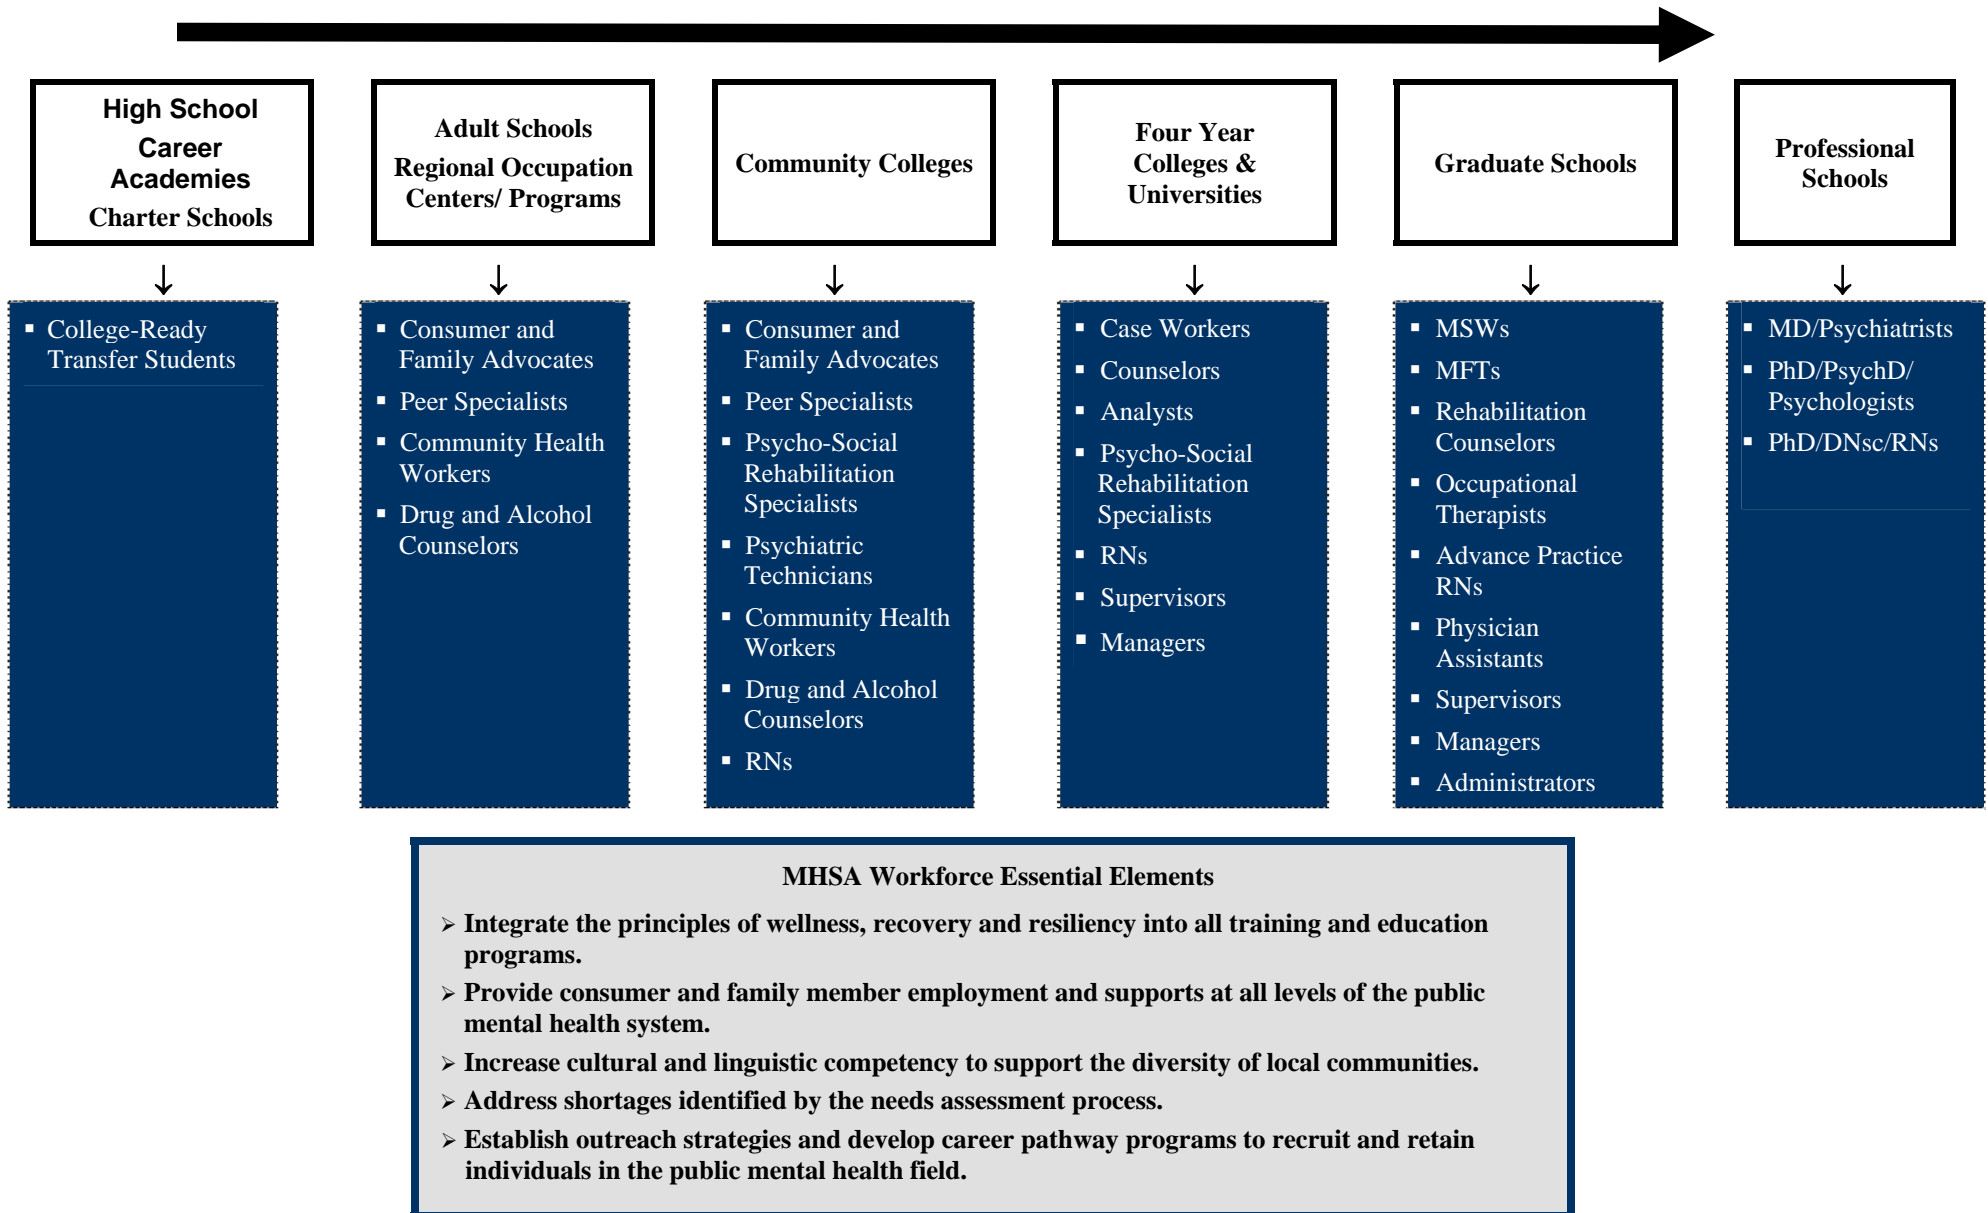 High School
Career
Academies
Charter Schools
Adult Schools
Regional Occupation
Centers/ Programs
Community Colleges
Four Year
Colleges &
Universities
Graduate Schools
Professional
Schools
▪ College-Ready
Transfer Students
▪ Consumer and
Family Advocates
▪ Peer Specialists
▪ Community Health
Workers
▪ Drug and Alcohol
Counselors
▪ Consumer and
Family Advocates
▪ Peer Specialists
▪ Psycho-Social
Rehabilitation
Specialists
▪ Psychiatric
Technicians
▪ Community Health
Workers
▪ Drug and Alcohol
Counselors
▪ RNs
▪ Case Workers
▪ Counselors
▪ Analysts
▪ Psycho-Social
Rehabilitation
Specialists
▪ RNs
▪ Supervisors
▪ Managers
▪ MSWs
▪ MFTs
▪ Rehabilitation
Counselors
▪ Occupational
Therapists
▪ Advance Practice
RNs
▪ Physician
Assistants
▪ Supervisors
▪ Managers
▪ Administrators
▪ MD/Psychiatrists
▪ PhD/PsychD/
Psychologists
▪ PhD/DNsc/RNs
MHSA Workforce Essential Elements
➢ Integrate the principles of wellness, recovery and resiliency into all training and education
programs.
➢ Provide consumer and family member employment and supports at all levels of the public
mental health system.
➢ Increase cultural and linguistic competency to support the diversity of local communities.
➢ Address shortages identified by the needs assessment process.
➢ Establish outreach strategies and develop career pathway programs to recruit and retain
individuals in the public mental health field.